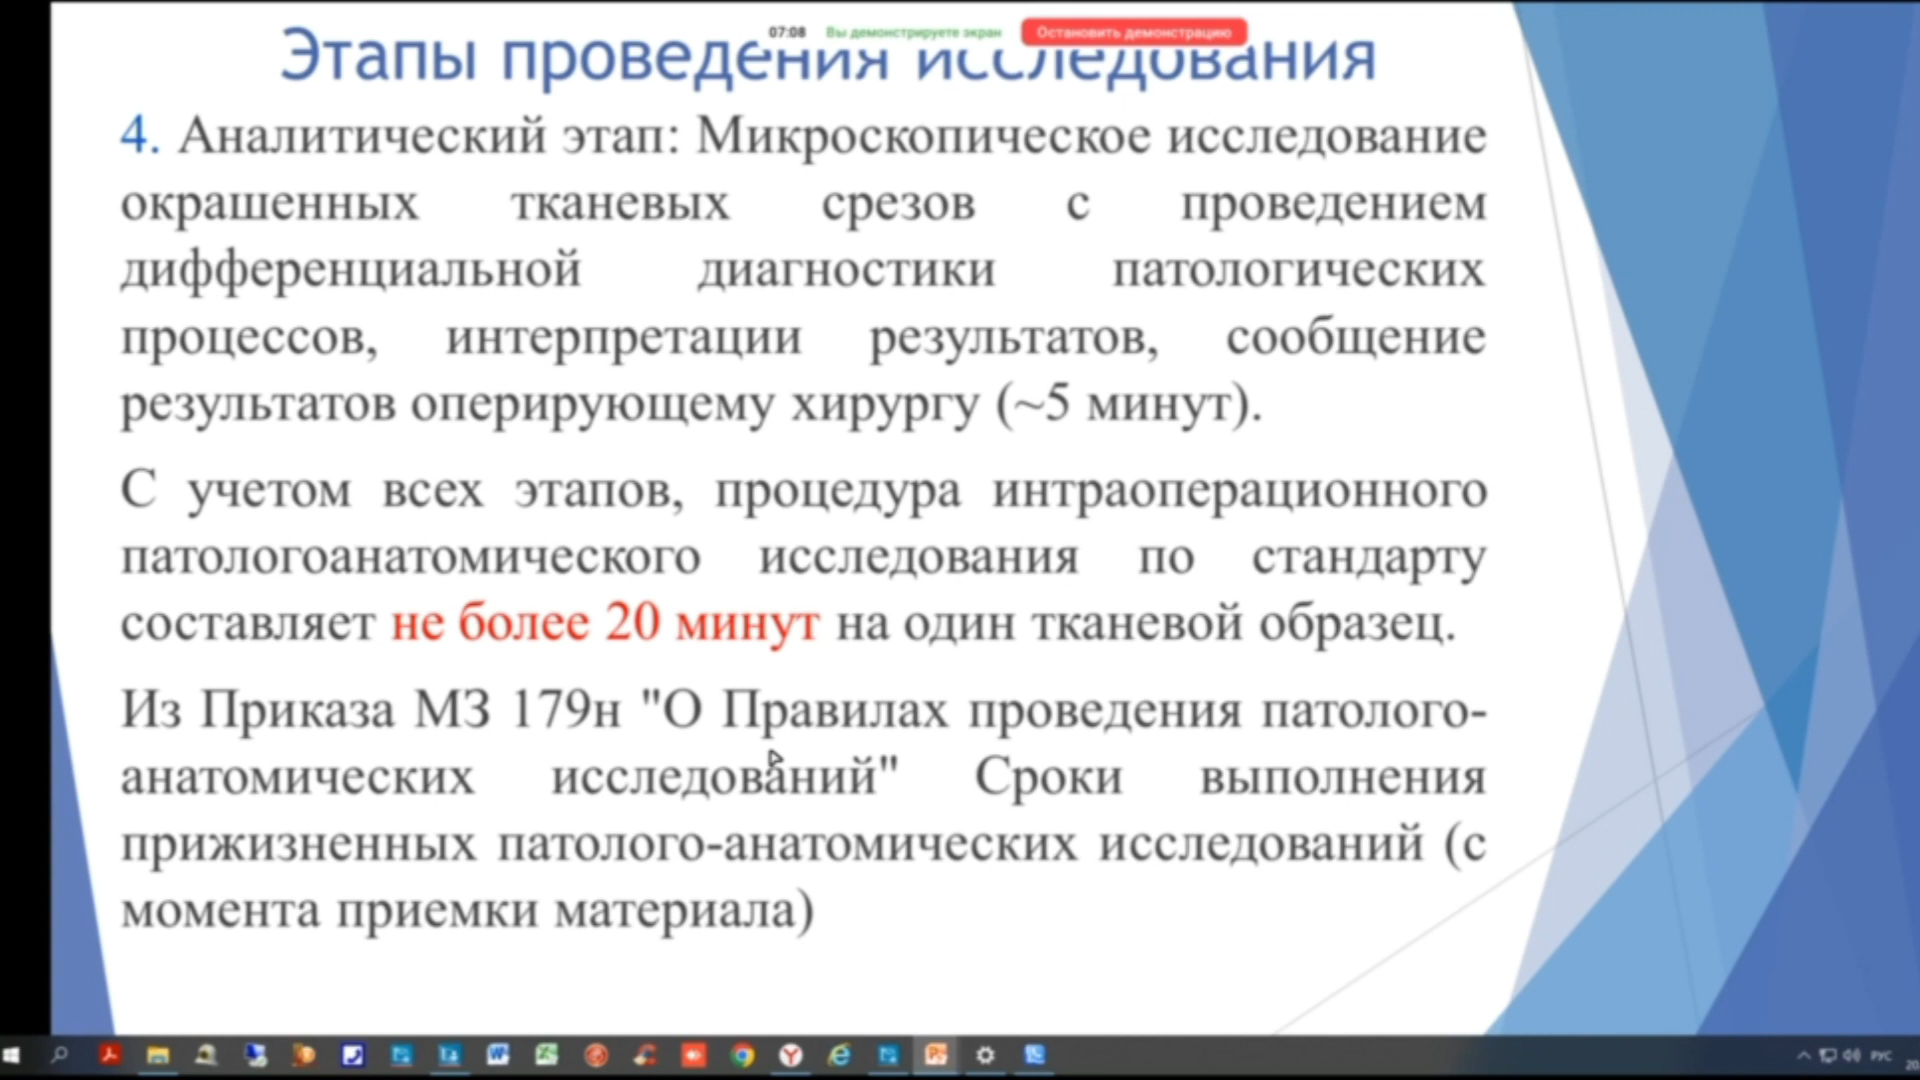 07:08 Вы демонстрируете экран Остановить демонстрацию
Этапы проведения исследования
4. Аналитический этап: Микроскопическое исследование
окрашенных тканевых срезов с проведением
дифференциальной диагностики патологических
процессов, интерпретации результатов, сообщение
результатов оперирующему хирургу (~5 минут).
С учетом всех этапов, процедура интраоперационного
патологоанатомического исследования по стандарту
составляет не более 20 минут на один тканевой образец.
Из Приказа МЗ 179н "О Правилах проведения патолого-
анатомических исследований" Сроки выполнения
прижизненных патолого-анатомических исследований (с
момента приемки материала)
РУС